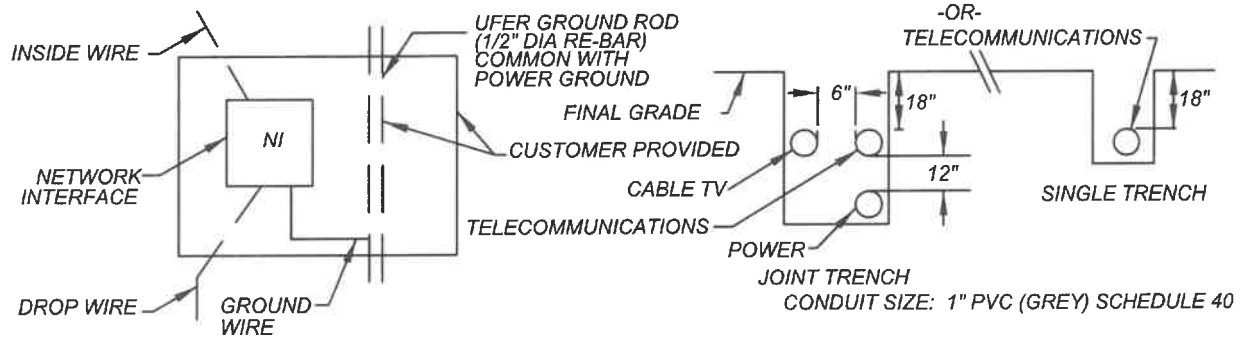 INSIDE WIRE
UFER GROUND ROD
(1/2" DIA RE-BAR)
COMMON WITH
POWER GROUND
NI
NETWORK
INTERFACE
CUSTOMER PROVIDED
DROP WIRE
GROUND
WIRE
-OR-
TELECOMMUNICATIONS
FINAL GRADE
6"
18"
18"
CABLE TV
12"
TELECOMMUNICATIONS
POWER
SINGLE TRENCH
JOINT TRENCH
CONDUIT SIZE: 1" PVC (GREY) SCHEDULE 40